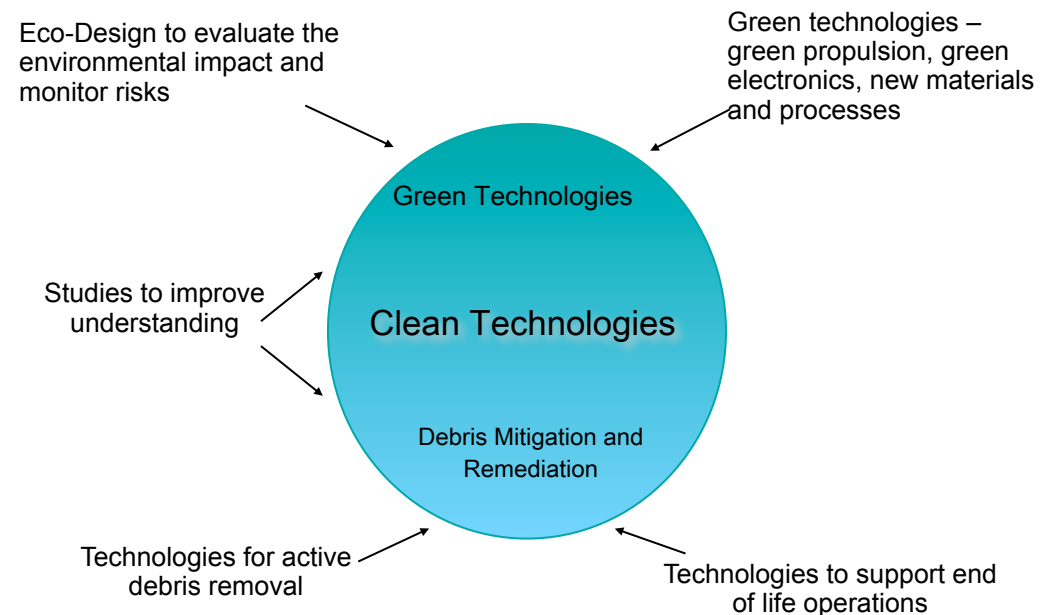 Eco-Design to evaluate the
environmental impact and
monitor risks
Green technologies –
green propulsion, green
electronics, new materials
and processes
Green Technologies
Studies to improve
understanding
Clean Technologies
Debris Mitigation and
Remediation
Technologies for active
debris removal
Technologies to support end
of life operations